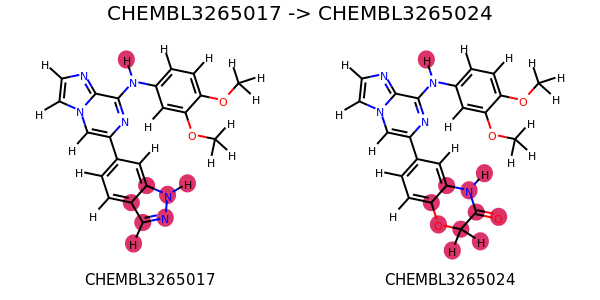 CHEMBL3265017 -> CHEMBL3265024
H H H H H N N N N N H H H H O O H H H H H H H N N H
H H H H H N N N N H H H H O O H H H H H H H N H O O H H
CHEMBL3265017 CHEMBL3265024